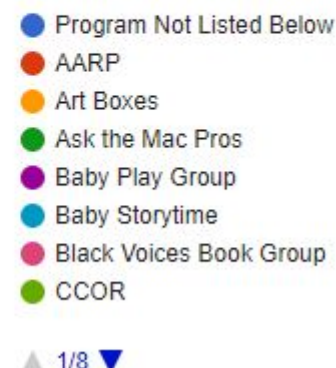 Program Not Listed Below
AARP
Art Boxes
Ask the Mac Pros
Baby Play Group
Baby Storytime
Black Voices Book Group
CCOR
1/8